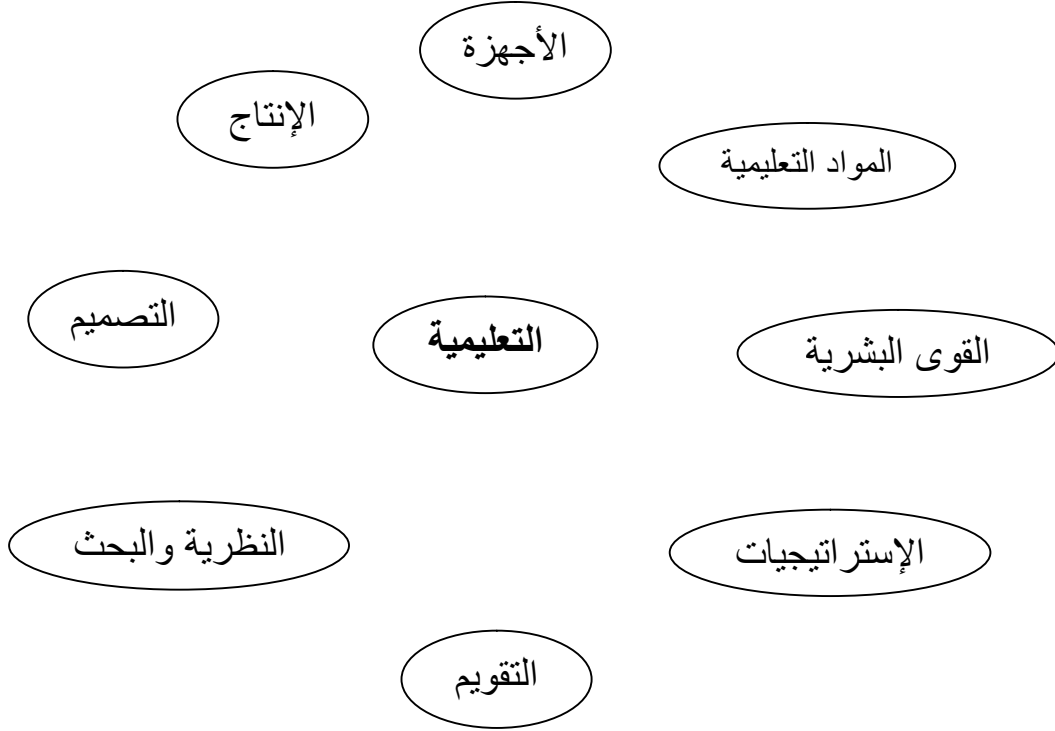 الأجهزة
الإنتاج
المواد التعليمية
التصميم
التعليمية
القوى البشرية
النظرية والبحث
الإستراتيجيات
التقويم